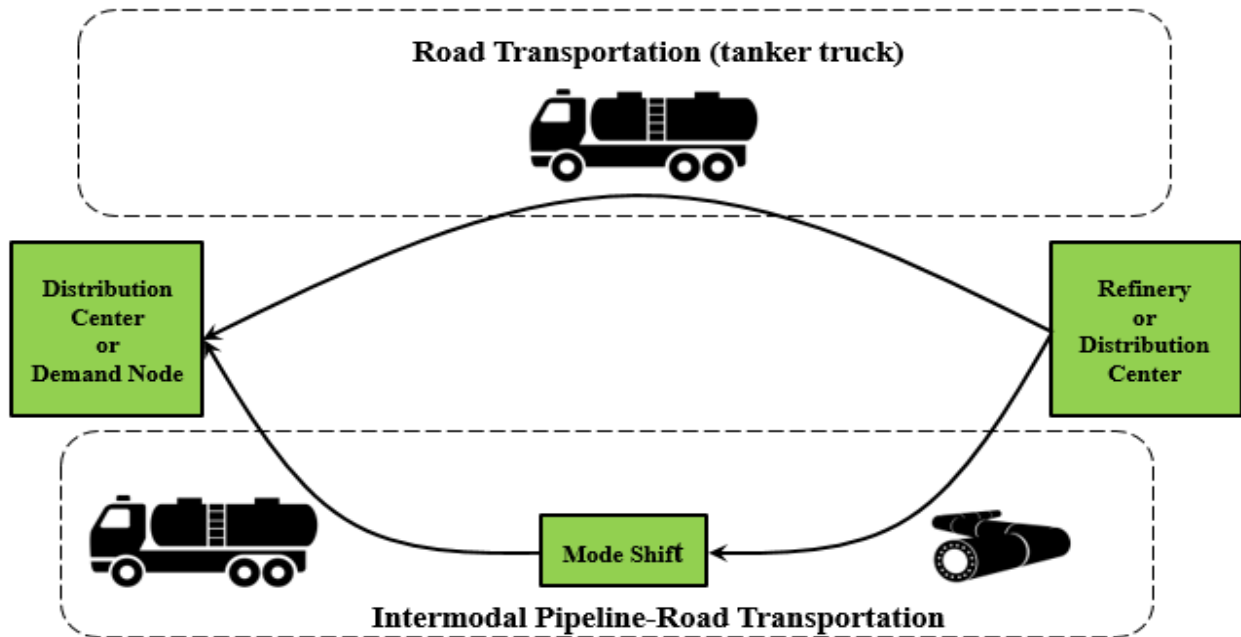 Road Transportation (tanker truck)
Distribution
Center
or
Demand Node
Refinery
or
Distribution
Center
Mode Shift
Intermodal Pipeline-Road Transportation